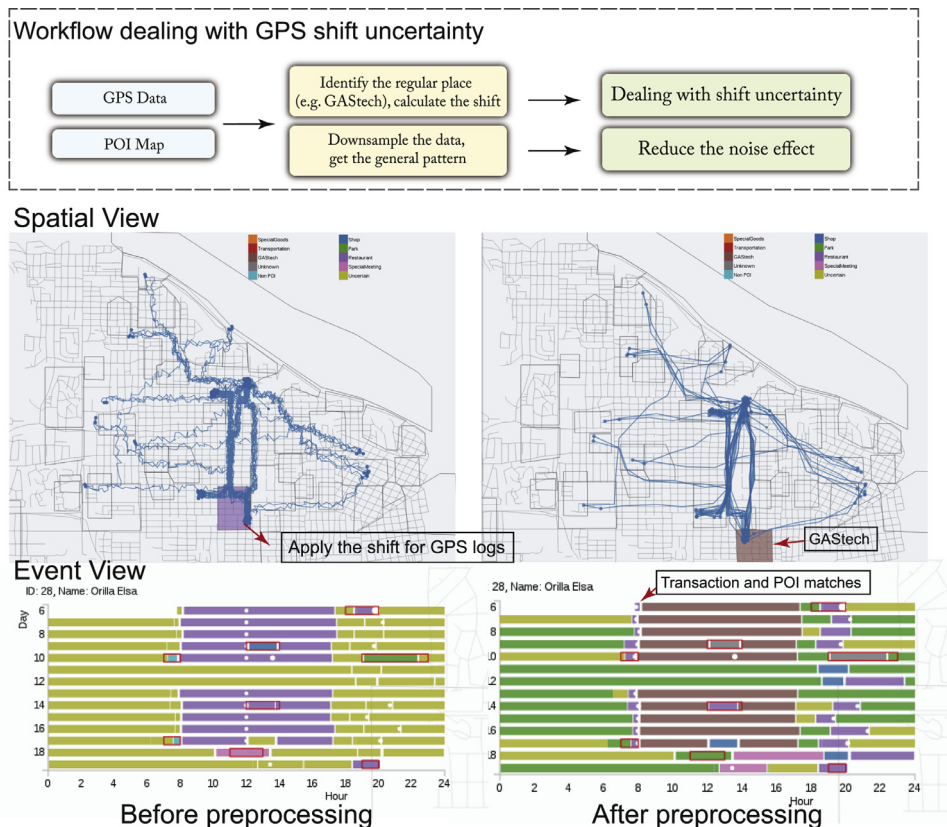 Workflow dealing with GPS shift uncertainty
GPS Data
POI Map
Identify the regular place
(e.g. GAStech), calculate the shift
Downsample the data,
get the general pattern
Dealing with shift uncertainty
Reduce the noise effect
Spatial View
SpecialGoods
Transportation
GAStech
Unknown
Non POI
Shop
Park
Restaurant
SpecialMeeting
Uncertain
SpecialGoods
Transportation
GAStech
Unknown
Non POI
Shop
Park
Restaurant
SpecialMeeting
Uncertain
Apply the shift for GPS logs
GAStech
Event View
ID: 28, Name: Orilla Elsa
Day
6
8
10
12
14
16
18
0 2 4 6 8 10 12 14 16 18 20 22 24
Hour
Before preprocessing
Transaction and POI matches
28, Name: Orilla Elsa
6
8
10
12
14
16
18
0 2 4 6 8 10 12 14 16 18 20 22 24
Hour
After preprocessing